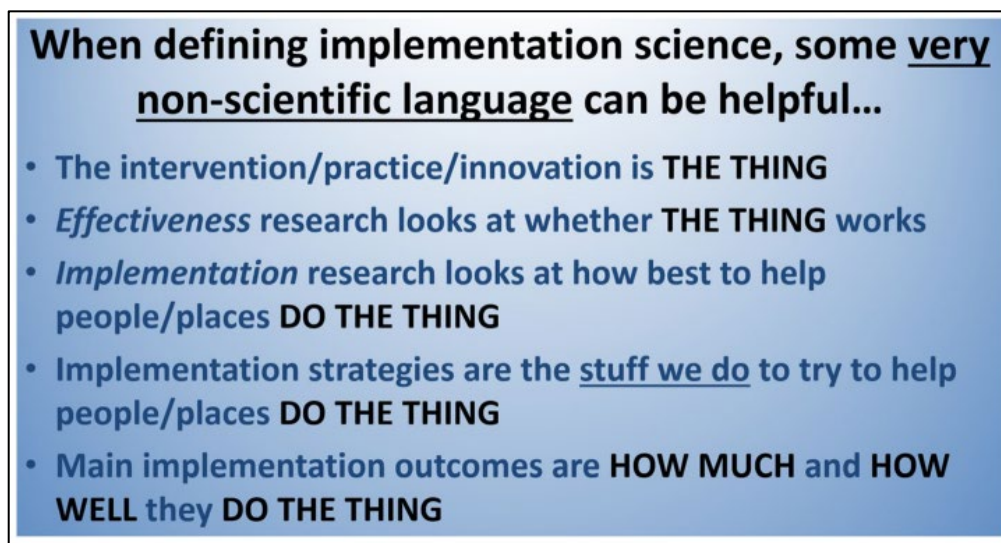 When defining implementation science, some very
non-scientific language can be helpful...
• The intervention/practice/innovation is THE THING
• Effectiveness research looks at whether THE THING works
• Implementation research looks at how best to help
people/places DO THE THING
• Implementation strategies are the stuff we do to try to help
people/places DO THE THING
• Main implementation outcomes are HOW MUCH and HOW
WELL they DO THE THING